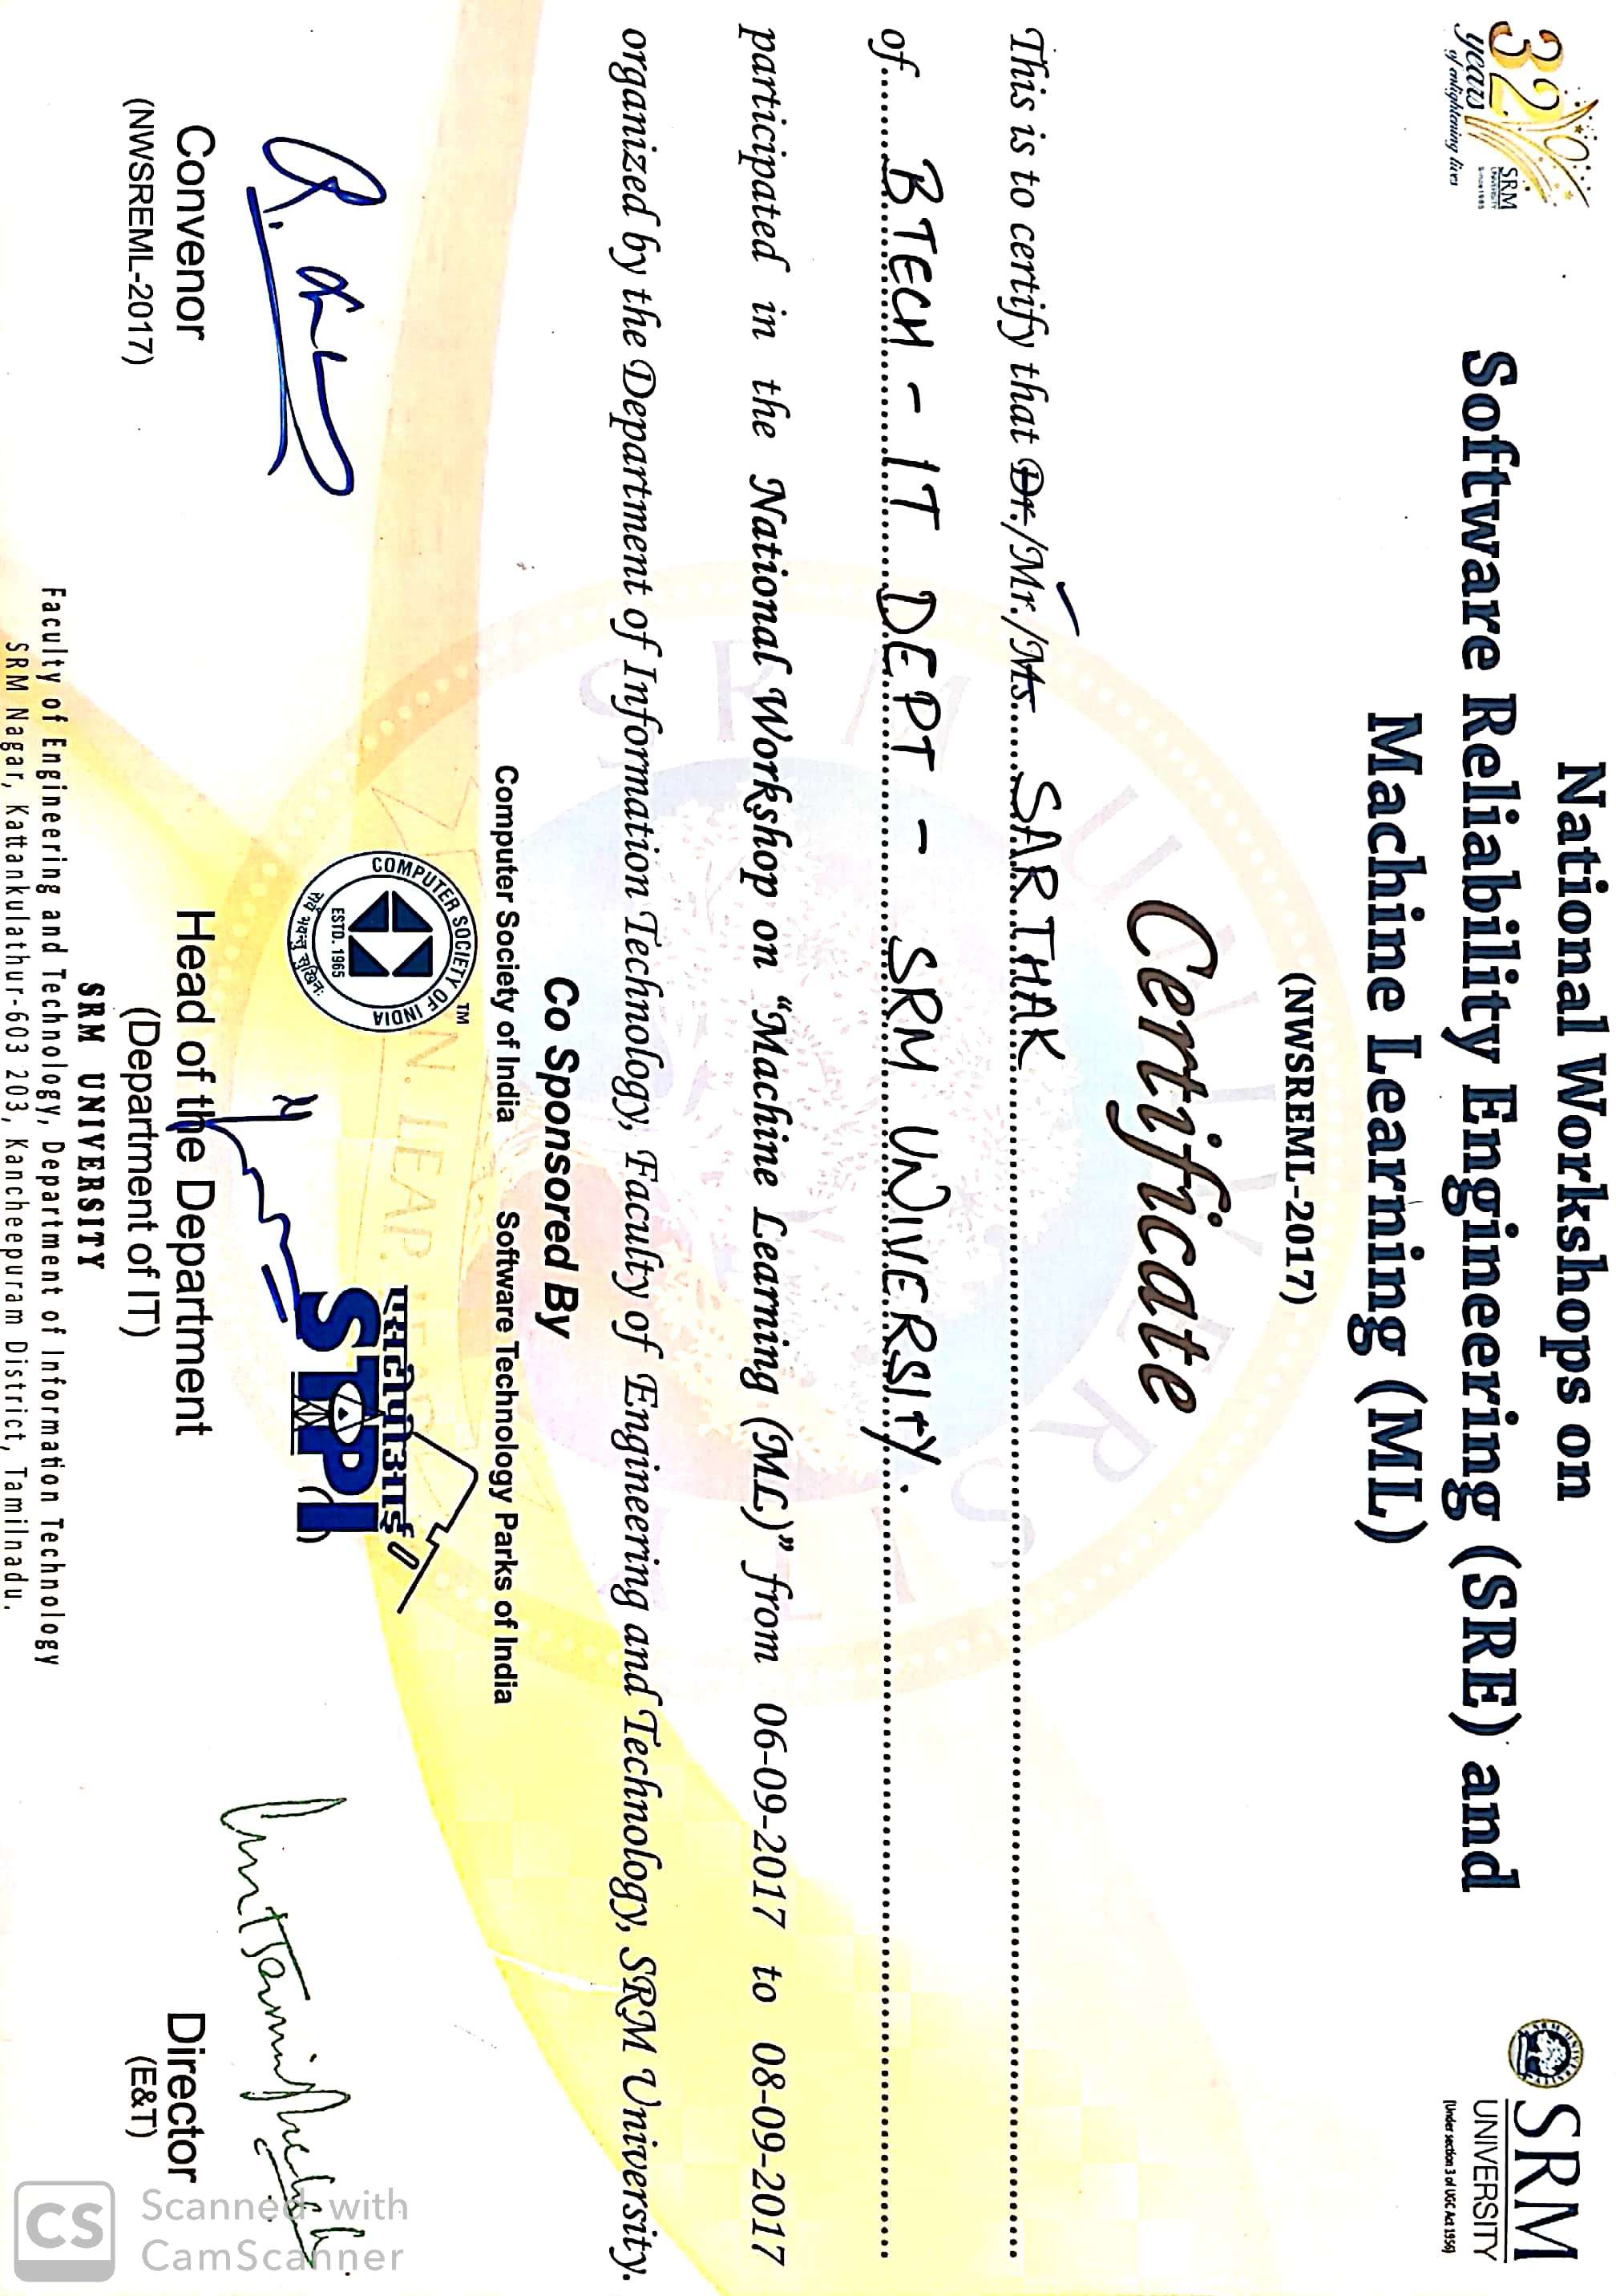 32
years
of enlightening lives
SRM
UNIVERSITY
Since 1985
National Workshops on
Software Reliability Engineering (SRE) and
Machine Learning (ML)
(NWSREML-2017)
SRM
UNIVERSITY
(Under section 3 of UGC Act 1956)
Certificate
This is to certify that Dr./Mr./Ms. SARTHAK
of BTECH - IT DEPT - SRM UNIVERSITY.
participated in the National Workshop on “Machine Learning (ML)” from 06-09-2017 to 08-09-2017
organized by the Department of Information Technology, Faculty of Engineering and Technology, SRM University.
Co Sponsored By
Computer Society of India Software Technology Parks of India
COMPUTER SOCIETY OF INDIA TM
ESTD. 1965
सर्वे भवन्तु सुखिनः
एसटीपीआई
STPI
SRM UNIVERSITY
N. LEAP. LEAD
Convenor
(NWSREML-2017)
Head of the Department
(Department of IT)
Director
(E&T)
SRM UNIVERSITY
Faculty of Engineering and Technology, Department of Information Technology
SRM Nagar, Kattankulathur-603 203, Kancheepuram District, Tamilnadu.
Scanned with
CamScanner
CS